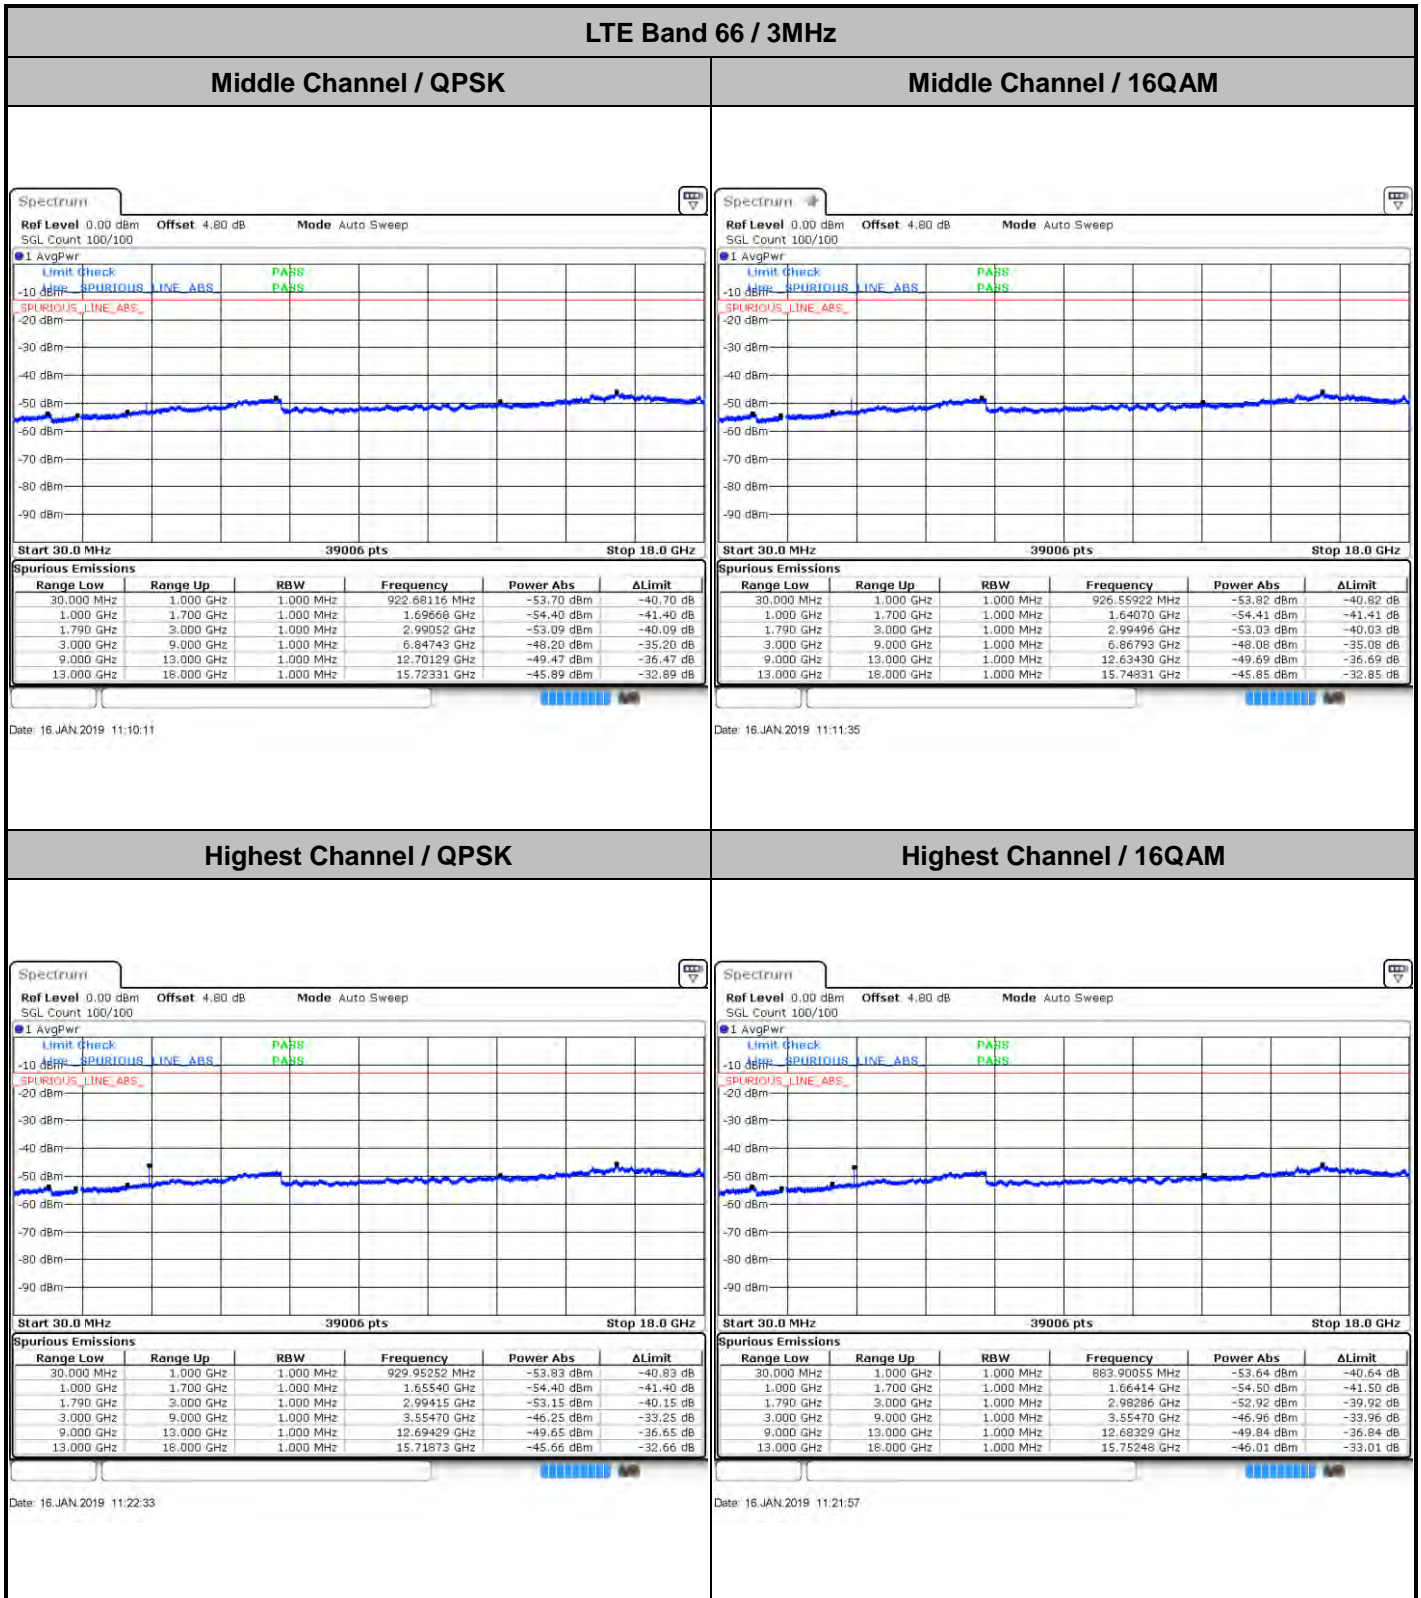 LTE Band 66 / 3MHz
Middle Channel / QPSK
Middle Channel / 16QAM
Spectrum
Ref Level 0.00 dBm Offset 4.80 dB Mode Auto Sweep
SGL Count 100/100
1 AvgPwr
Limit Check PASS
Line _SPURIOUS_LINE_ABS_ PASS
-10 dBm
_SPURIOUS_LINE_ABS_
-20 dBm
-30 dBm
-40 dBm
-50 dBm
-60 dBm
-70 dBm
-80 dBm
-90 dBm
Start 30.0 MHz 39006 pts Stop 18.0 GHz
Spurious Emissions
Range Low Range Up RBW Frequency Power Abs ΔLimit
30.000 MHz 1.000 GHz 1.000 MHz 922.68116 MHz -53.70 dBm -40.70 dB
1.000 GHz 1.700 GHz 1.000 MHz 1.69668 GHz -54.40 dBm -41.40 dB
1.790 GHz 3.000 GHz 1.000 MHz 2.99052 GHz -53.09 dBm -40.09 dB
3.000 GHz 9.000 GHz 1.000 MHz 6.84743 GHz -48.20 dBm -35.20 dB
9.000 GHz 13.000 GHz 1.000 MHz 12.70129 GHz -49.47 dBm -36.47 dB
13.000 GHz 18.000 GHz 1.000 MHz 15.72331 GHz -45.89 dBm -32.89 dB
Date: 16.JAN.2019 11:10:11
Spectrum
Ref Level 0.00 dBm Offset 4.80 dB Mode Auto Sweep
SGL Count 100/100
1 AvgPwr
Limit Check PASS
Line _SPURIOUS_LINE_ABS_ PASS
-10 dBm
_SPURIOUS_LINE_ABS_
-20 dBm
-30 dBm
-40 dBm
-50 dBm
-60 dBm
-70 dBm
-80 dBm
-90 dBm
Start 30.0 MHz 39006 pts Stop 18.0 GHz
Spurious Emissions
Range Low Range Up RBW Frequency Power Abs ΔLimit
30.000 MHz 1.000 GHz 1.000 MHz 926.55922 MHz -53.82 dBm -40.82 dB
1.000 GHz 1.700 GHz 1.000 MHz 1.64070 GHz -54.41 dBm -41.41 dB
1.790 GHz 3.000 GHz 1.000 MHz 2.99496 GHz -53.03 dBm -40.03 dB
3.000 GHz 9.000 GHz 1.000 MHz 6.86793 GHz -48.08 dBm -35.08 dB
9.000 GHz 13.000 GHz 1.000 MHz 12.63430 GHz -49.69 dBm -36.69 dB
13.000 GHz 18.000 GHz 1.000 MHz 15.74831 GHz -45.85 dBm -32.85 dB
Date: 16.JAN.2019 11:11:35
Highest Channel / QPSK
Highest Channel / 16QAM
Spectrum
Ref Level 0.00 dBm Offset 4.80 dB Mode Auto Sweep
SGL Count 100/100
1 AvgPwr
Limit Check PASS
Line _SPURIOUS_LINE_ABS_ PASS
-10 dBm
_SPURIOUS_LINE_ABS_
-20 dBm
-30 dBm
-40 dBm
-50 dBm
-60 dBm
-70 dBm
-80 dBm
-90 dBm
Start 30.0 MHz 39006 pts Stop 18.0 GHz
Spurious Emissions
Range Low Range Up RBW Frequency Power Abs ΔLimit
30.000 MHz 1.000 GHz 1.000 MHz 929.95252 MHz -53.83 dBm -40.83 dB
1.000 GHz 1.700 GHz 1.000 MHz 1.65540 GHz -54.40 dBm -41.40 dB
1.790 GHz 3.000 GHz 1.000 MHz 2.99415 GHz -53.15 dBm -40.15 dB
3.000 GHz 9.000 GHz 1.000 MHz 3.55470 GHz -46.25 dBm -33.25 dB
9.000 GHz 13.000 GHz 1.000 MHz 12.69429 GHz -49.65 dBm -36.65 dB
13.000 GHz 18.000 GHz 1.000 MHz 15.71873 GHz -45.66 dBm -32.66 dB
Date: 16.JAN.2019 11:22:33
Spectrum
Ref Level 0.00 dBm Offset 4.80 dB Mode Auto Sweep
SGL Count 100/100
1 AvgPwr
Limit Check PASS
Line _SPURIOUS_LINE_ABS_ PASS
-10 dBm
_SPURIOUS_LINE_ABS_
-20 dBm
-30 dBm
-40 dBm
-50 dBm
-60 dBm
-70 dBm
-80 dBm
-90 dBm
Start 30.0 MHz 39006 pts Stop 18.0 GHz
Spurious Emissions
Range Low Range Up RBW Frequency Power Abs ΔLimit
30.000 MHz 1.000 GHz 1.000 MHz 883.90055 MHz -53.64 dBm -40.64 dB
1.000 GHz 1.700 GHz 1.000 MHz 1.66414 GHz -54.50 dBm -41.50 dB
1.790 GHz 3.000 GHz 1.000 MHz 2.98286 GHz -52.92 dBm -39.92 dB
3.000 GHz 9.000 GHz 1.000 MHz 3.55470 GHz -46.96 dBm -33.96 dB
9.000 GHz 13.000 GHz 1.000 MHz 12.68329 GHz -49.84 dBm -36.84 dB
13.000 GHz 18.000 GHz 1.000 MHz 15.75248 GHz -46.01 dBm -33.01 dB
Date: 16.JAN.2019 11:21:57